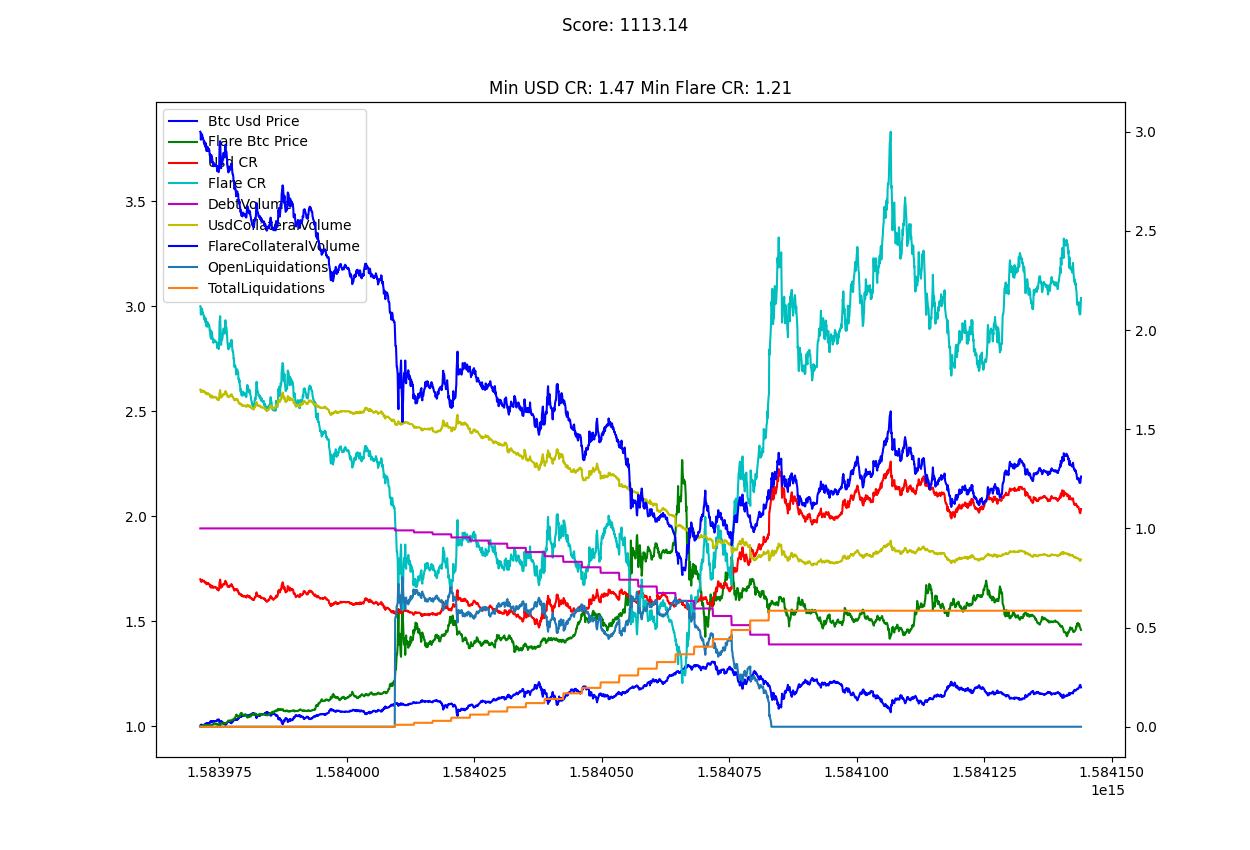 Score: 1113.14
Min USD CR: 1.47 Min Flare CR: 1.21
Btc Usd Price
Flare Btc Price
Usd CR
Flare CR
DebtVolume
UsdCollateralVolume
FlareCollateralVolume
OpenLiquidations
TotalLiquidations
3.5
3.0
2.5
2.0
1.5
1.0
3.0
2.5
2.0
1.5
1.0
0.5
0.0
1.583975
1.584000
1.584025
1.584050
1.584075
1.584100
1.584125
1.584150
1e15